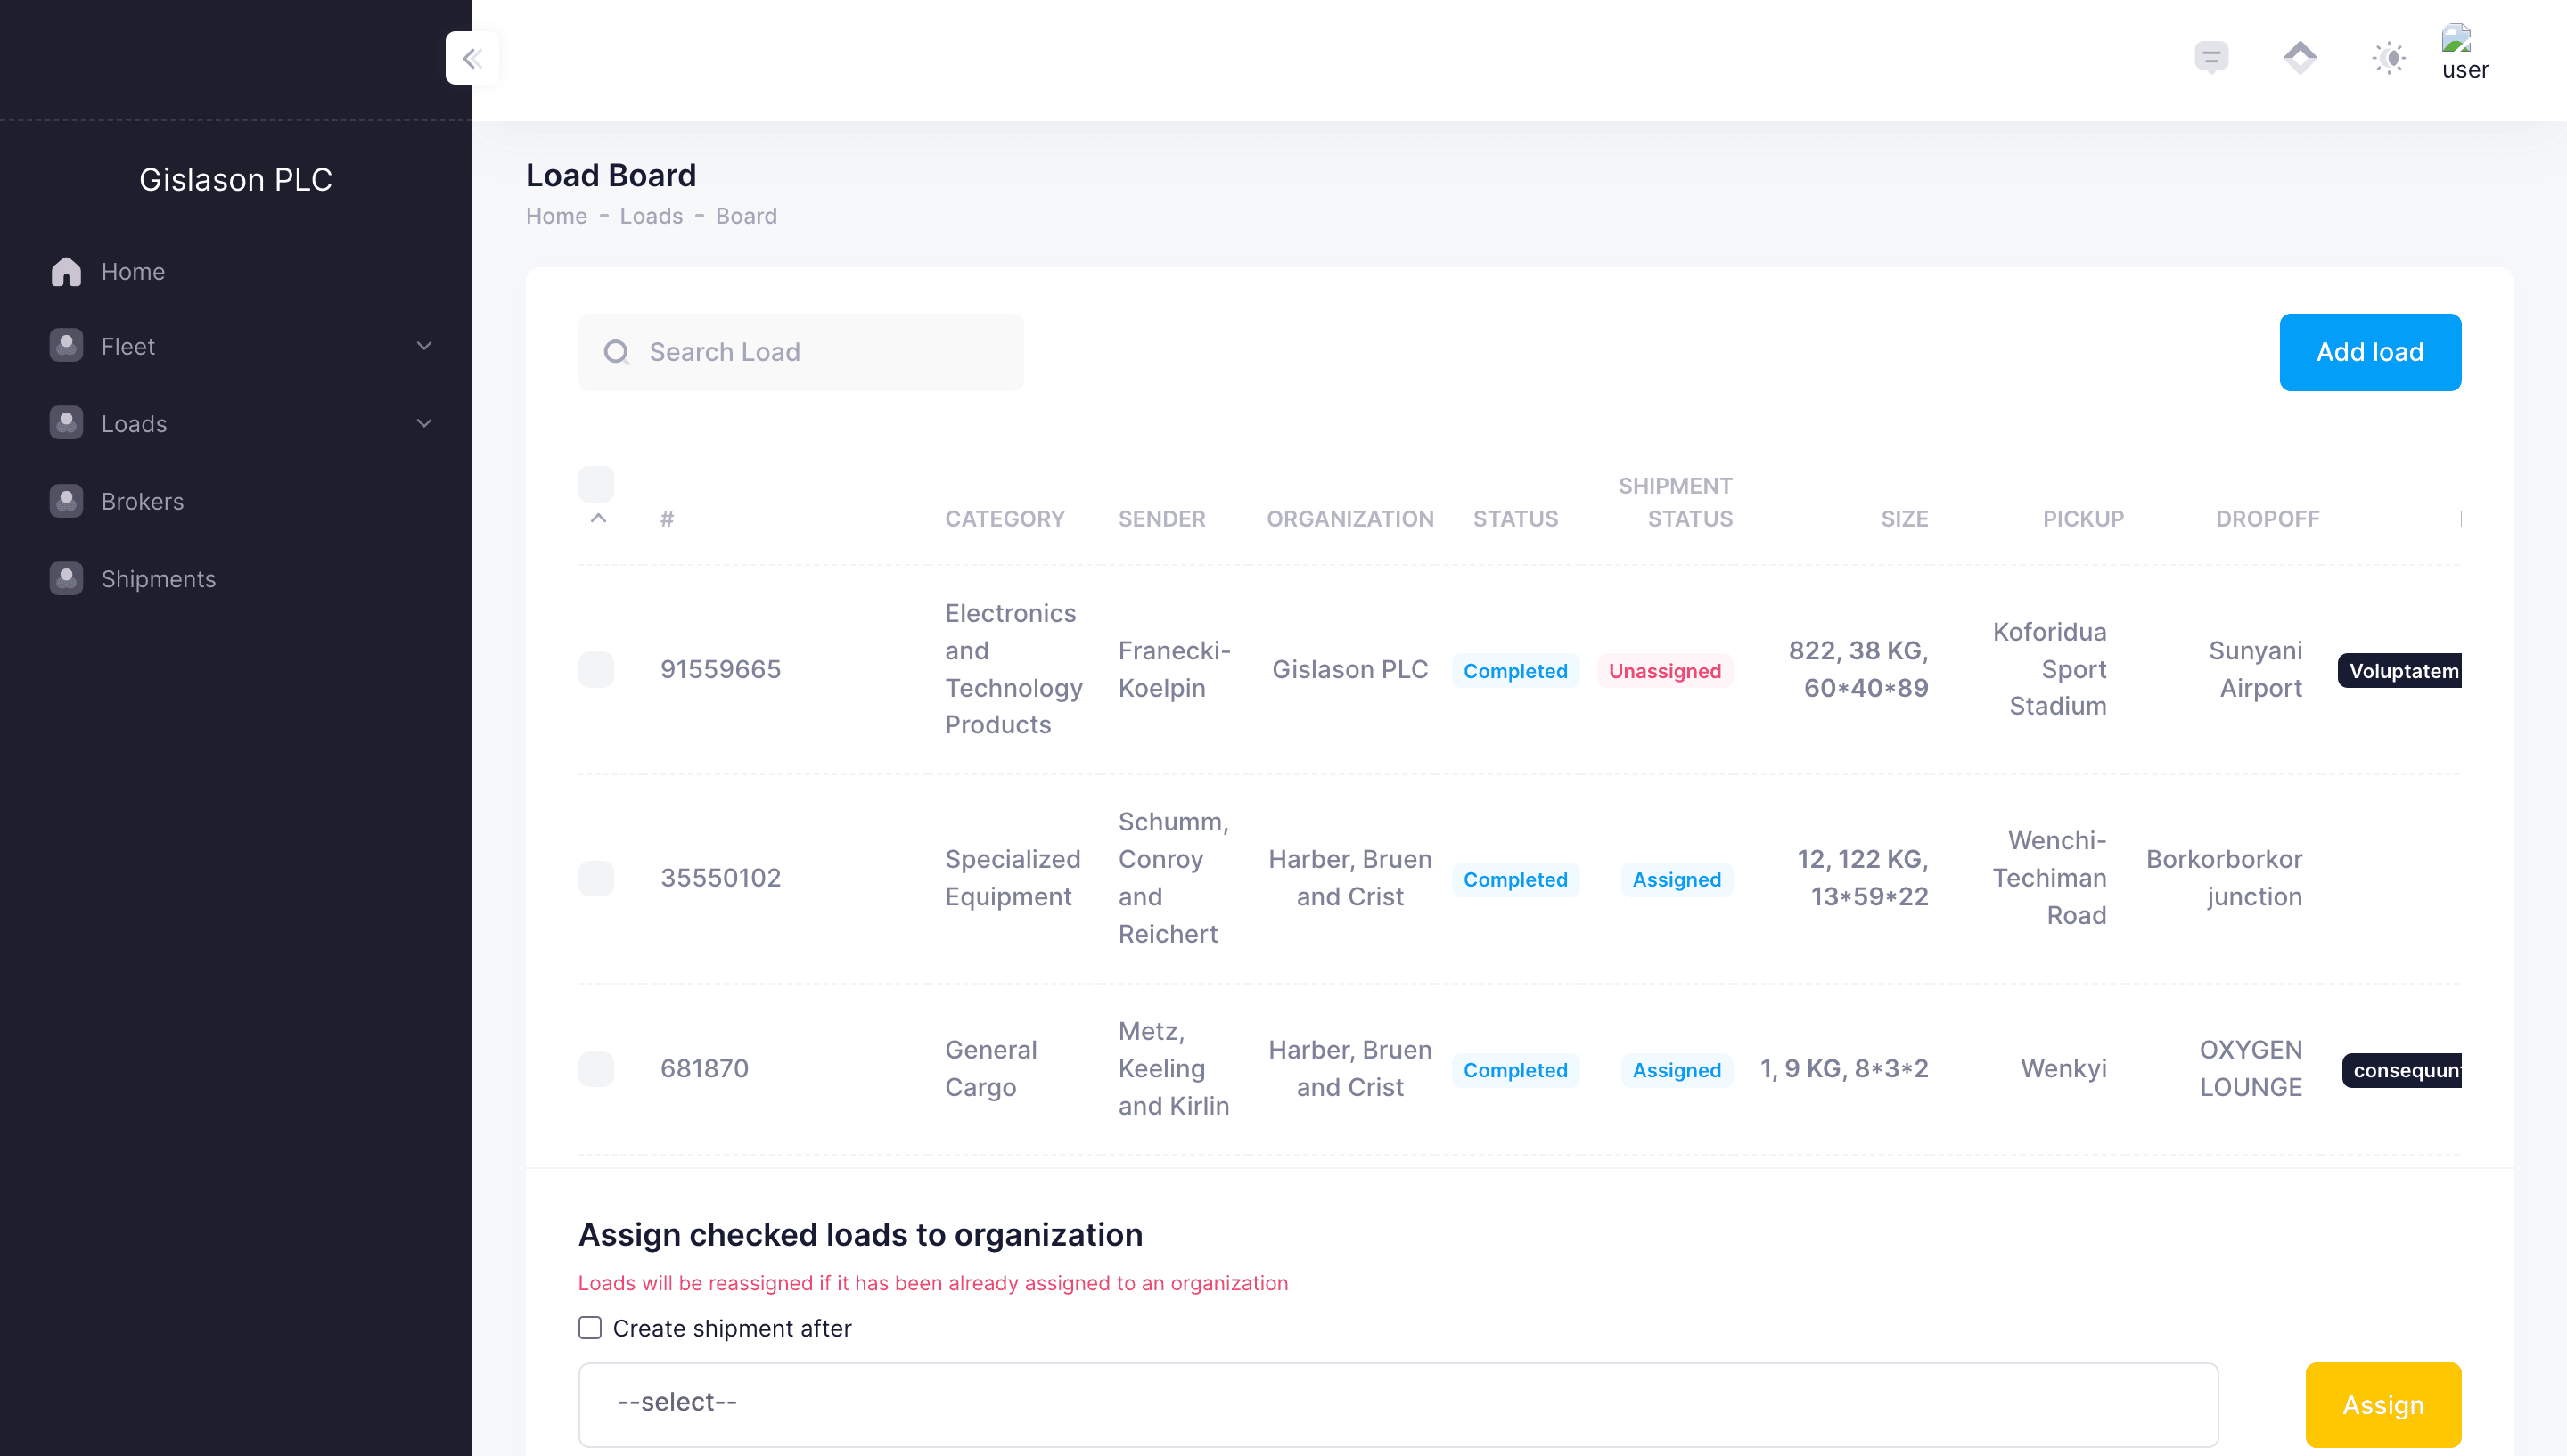 user
Gislason PLC
Home
Fleet
Loads
Brokers
Shipments
Load Board
Home - Loads - Board
Search Load
Add load
# CATEGORY SENDER ORGANIZATION STATUS SHIPMENT STATUS SIZE PICKUP DROPOFF
91559665
Electronics
and
Technology
Products
Franecki-
Koelpin
Gislason PLC
Completed
Unassigned
822, 38 KG,
60*40*89
Koforidua
Sport
Stadium
Sunyani
Airport
Voluptatem
35550102
Specialized
Equipment
Schumm,
Conroy
and
Reichert
Harber, Bruen
and Crist
Completed
Assigned
12, 122 KG,
13*59*22
Wenchi-
Techiman
Road
Borkorborkor
junction
681870
General
Cargo
Metz,
Keeling
and Kirlin
Harber, Bruen
and Crist
Completed
Assigned
1, 9 KG, 8*3*2
Wenkyi
OXYGEN
LOUNGE
Assign checked loads to organization
Loads will be reassigned if it has been already assigned to an organization
Create shipment after
--select--
Assign